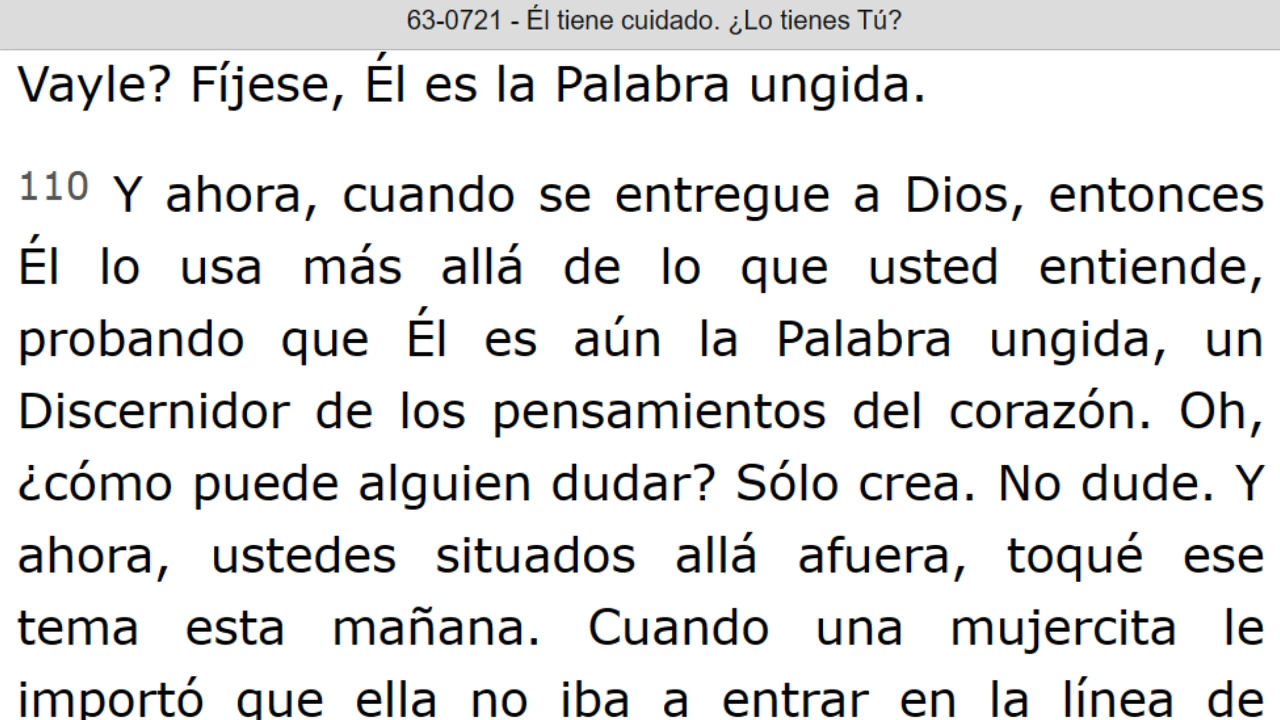 63-0721 - Él tiene cuidado. ¿Lo tienes Tú?
Vayle? Fíjese, Él es la Palabra ungida.
110 Y ahora, cuando se entregue a Dios, entonces
Él lo usa más allá de lo que usted entiende,
probando que Él es aún la Palabra ungida, un
Discernidor de los pensamientos del corazón. Oh,
¿cómo puede alguien dudar? Sólo crea. No dude. Y
ahora, ustedes situados allá afuera, toqué ese
tema esta mañana. Cuando una mujercita le
importó que ella no iba a entrar en la línea de